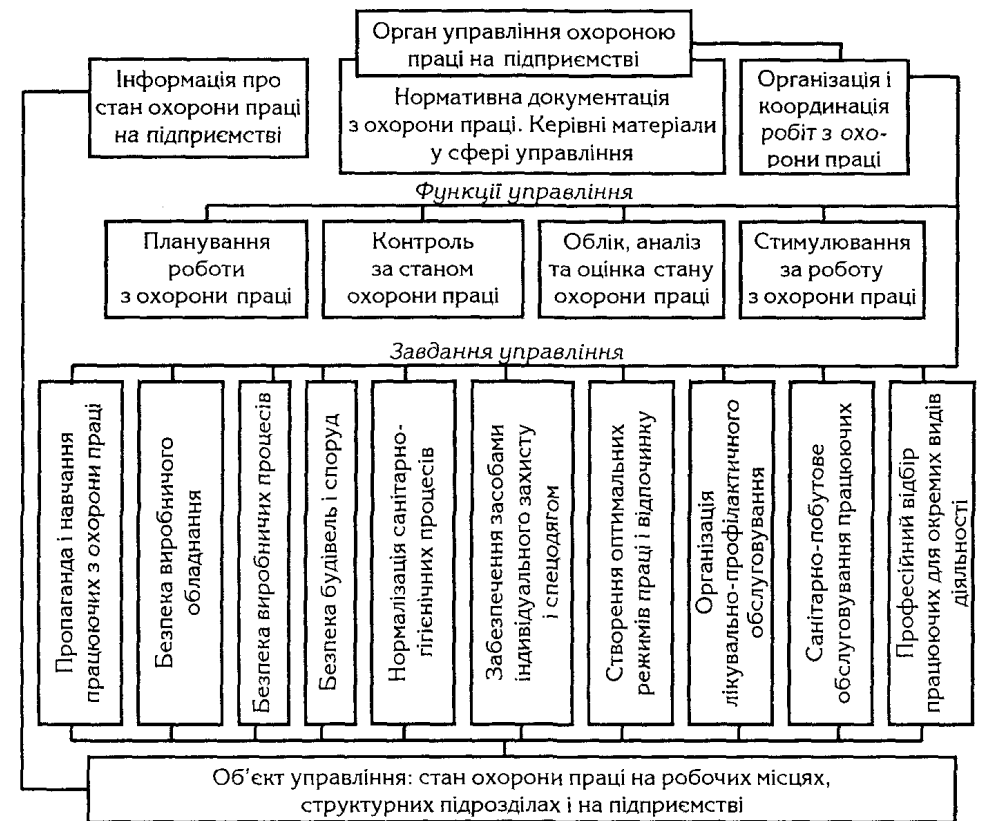 Орган управління охороною
праці на підприємстві
Інформація про
стан охорони праці
на підприємстві
Нормативна документація
з охорони праці. Керівні матеріали
у сфері управління
Організація і
координація
робіт з охо-
рони праці
Функції управління
Планування
роботи
з охорони праці
Контроль
за станом
охорони праці
Облік, аналіз
та оцінка стану
охорони праці
Стимулювання
за роботу
з охорони праці
Завдання управління
Пропаганда і навчання
працюючих з охорони праці
Безпека виробничого
обладнання
Безпека виробничих процесів
Безпека будівель і споруд
Нормалізація санітарно-
гігієнічних процесів
Забезпечення засобами
індивідуального захисту
і спецодягом
Створення оптимальних
режимів праці і відпочинку
Організація
лікувально-профілактичного
обслуговування
Санітарно-побутове
обслуговування працюючих
Професійний відбір
працюючих для окремих видів
діяльності
Об’єкт управління: стан охорони праці на робочих місцях,
структурних підрозділах і на підприємстві